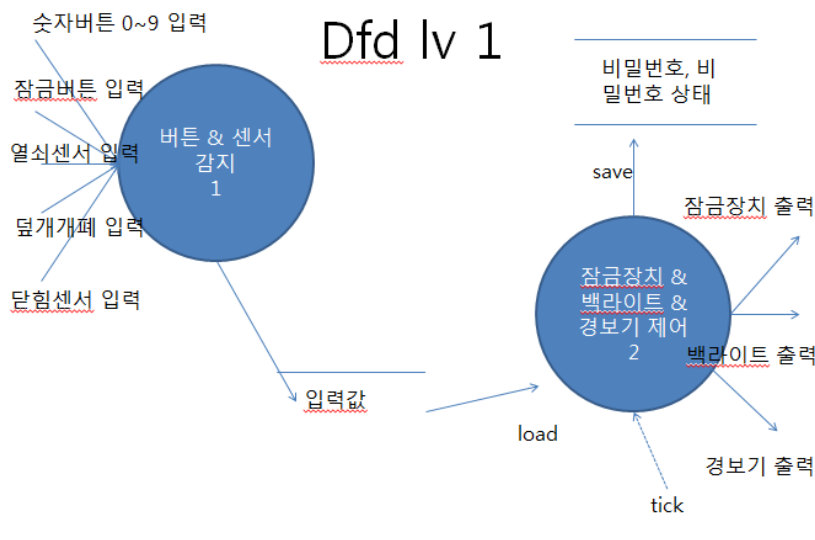 숫자버튼 0~9 입력
Dfd lv 1
잠금버튼 입력
열쇠센서 입력
덮개개폐 입력
닫힘센서 입력
버튼 & 센서
감지
1
입력값
load
비밀번호, 비
밀번호 상태
save
잠금장치 &
백라이트 &
경보기 제어
2
잠금장치 출력
백라이트 출력
경보기 출력
tick